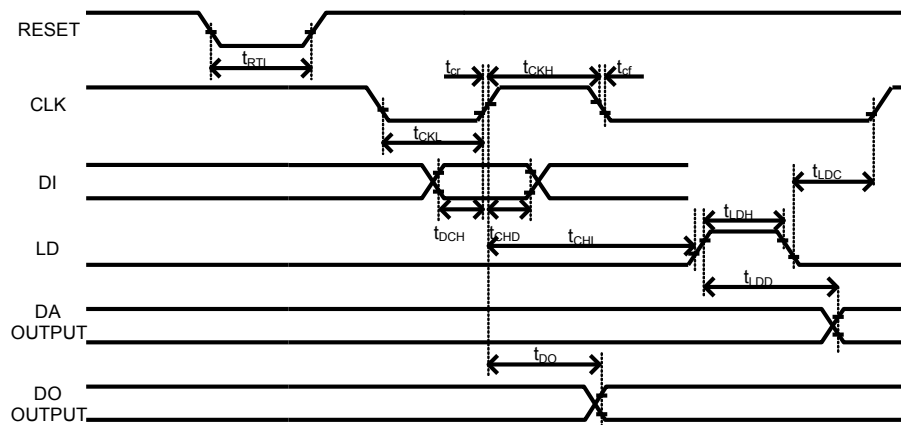 RESET
tRTL
tcr
tCKH
tcf
CLK
tCKL
DI
tLDC
tDCH
tCHD
tCHL
tLDH
LD
tLDD
DA
OUTPUT
tDO
DO
OUTPUT